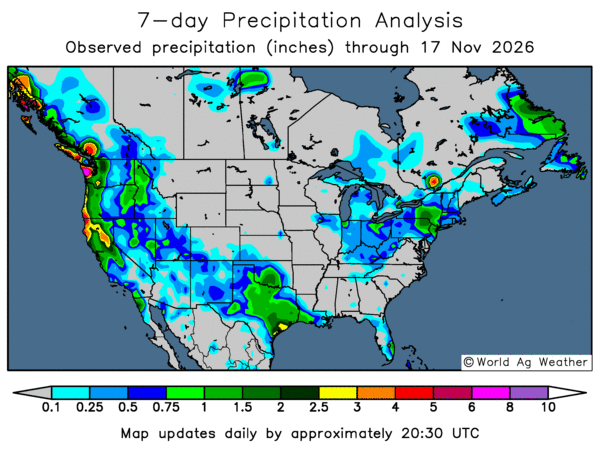 7-day Precipitation Analysis
Observed precipitation (inches) through 17 Nov 2026
© World Ag Weather
0.1 0.25 0.5 0.75 1 1.5 2 2.5 3 4 5 6 8 10
Map updates daily by approximately 20:30 UTC